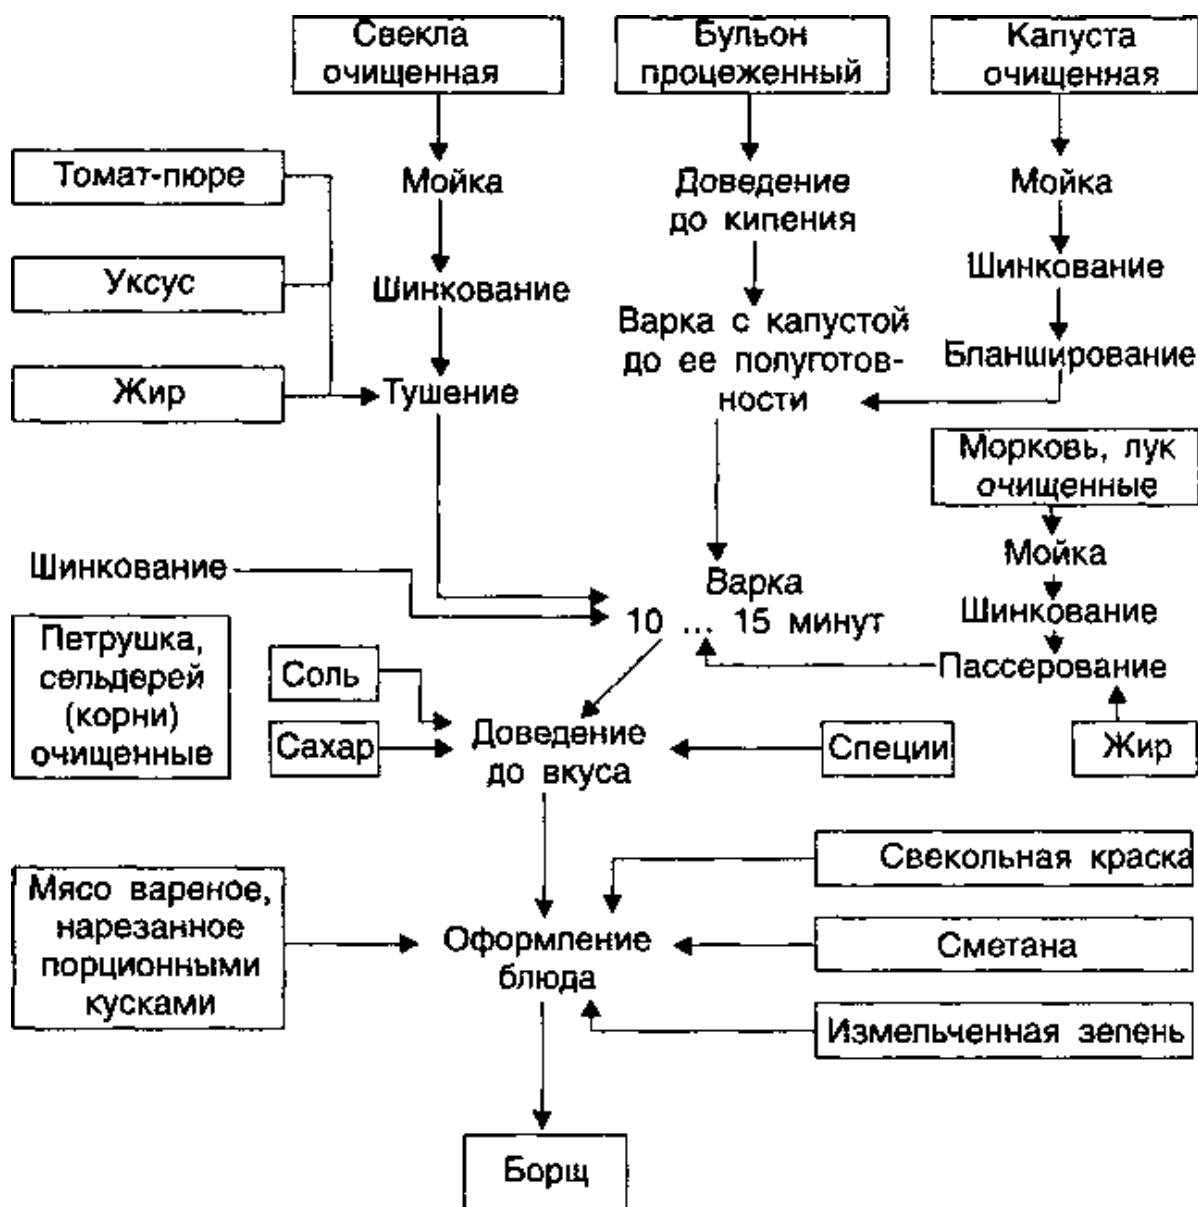 Свекла
очищенная
Бульон
процеженный
Капуста
очищенная
Томат-пюре
Мойка
Доведение
до кипения
Мойка
Уксус
Шинкование
Шинкование
Варка с капустой
до ее полуготов-
ности
Бланширование
Жир
Тушение
Морковь, лук
очищенные
Мойка
Шинкование
Варка
10 ... 15 минут
Шинкование
Пассерование
Петрушка,
сельдерей
(корни)
очищенные
Соль
Сахар
Доведение
до вкуса
Специи
Жир
Свекольная краска
Мясо вареное,
нарезанное
порционными
кусками
Оформление
блюда
Сметана
Измельченная зелень
Борщ